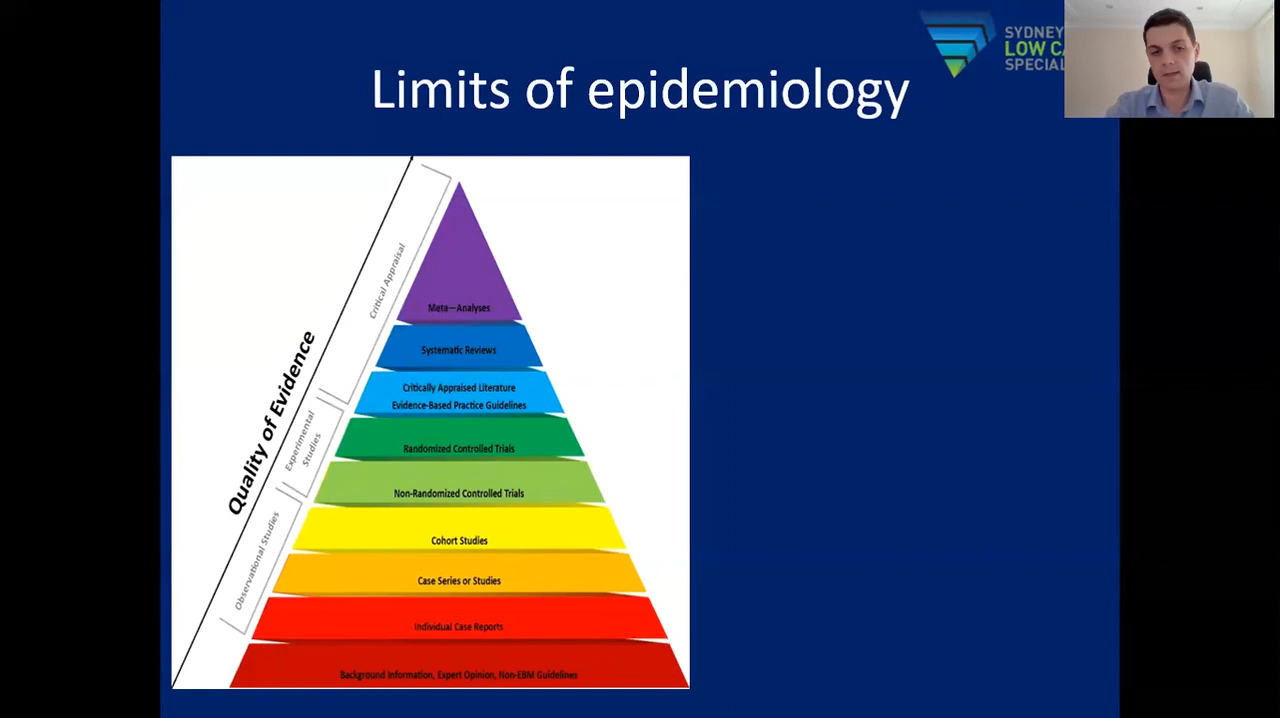 Limits of epidemiology
SYDNEY
LOW CA
SPECIAL
Quality of Evidence
Critical Appraisal
Experimental
Studies
Observational Studies
Meta—Analyses
Systematic Reviews
Critically Appraised Literature
Evidence-Based Practice Guidelines
Randomized Controlled Trials
Non-Randomized Controlled Trials
Cohort Studies
Case Series or Studies
Individual Case Reports
Background Information, Expert Opinion, Non-EBM Guidelines